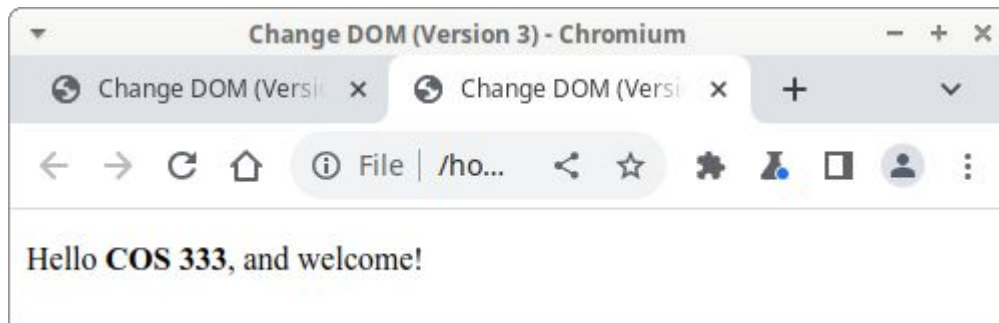 Change DOM (Version 3) - Chromium
Change DOM (Versi
Change DOM (Versi
File | /ho...
Hello COS 333, and welcome!